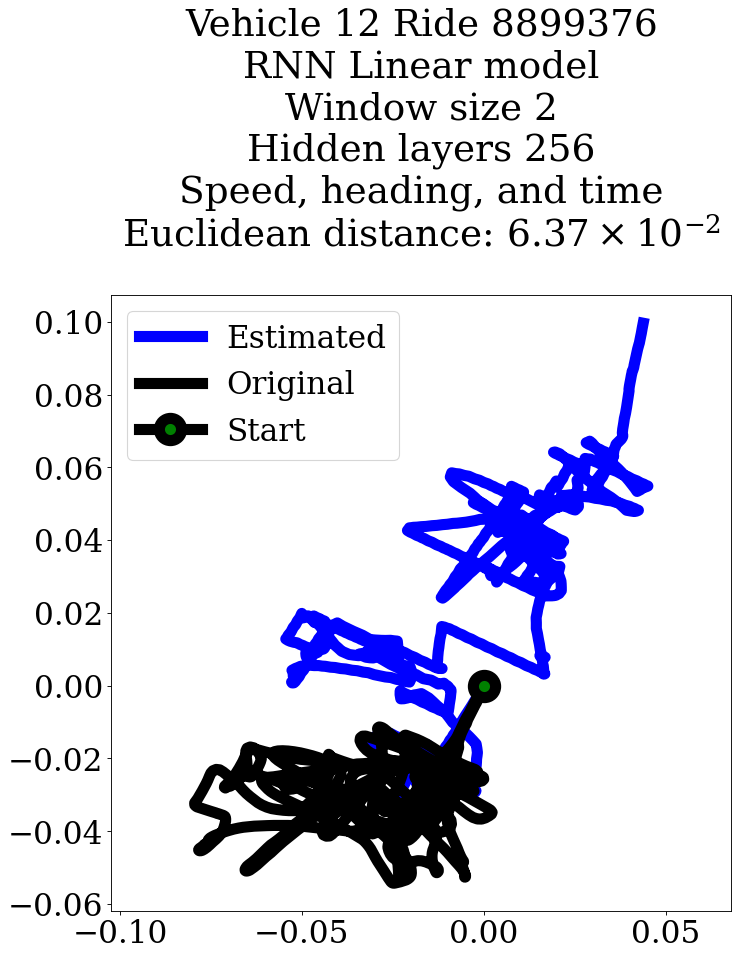 Vehicle 12 Ride 8899376
RNN Linear model
Window size 2
Hidden layers 256
Speed, heading, and time
Euclidean distance: 6.37 × 10⁻²
Estimated
Original
Start
0.10
0.08
0.06
0.04
0.02
0.00
−0.02
−0.04
−0.06
−0.10
−0.05
0.00
0.05